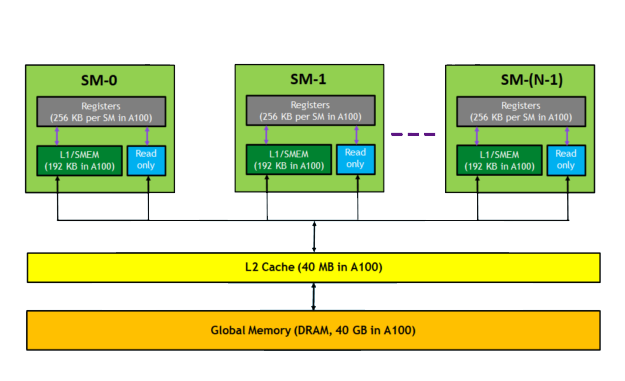 SM-0
Registers
(256 KB per SM in A100)
L1/SMEM
(192 KB in A100)
Read
only
SM-1
Registers
(256 KB per SM in A100)
L1/SMEM
(192 KB in A100)
Read
only
SM-(N-1)
Registers
(256 KB per SM in A100)
L1/SMEM
(192 KB in A100)
Read
only
L2 Cache (40 MB in A100)
Global Memory (DRAM, 40 GB in A100)